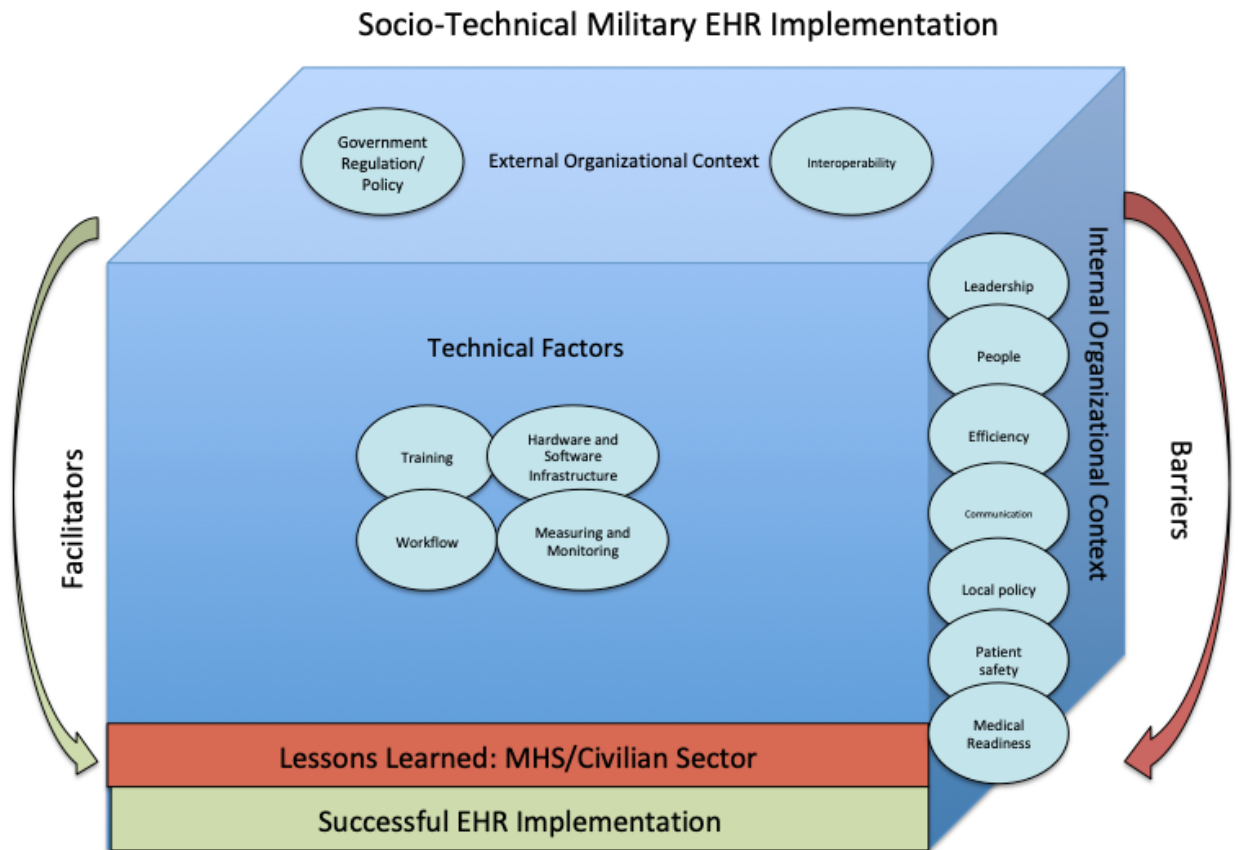 Socio-Technical Military EHR Implementation
Government
Regulation/
Policy
External Organizational Context
Interoperability
Technical Factors
Training
Hardware and
Software
Infrastructure
Workflow
Measuring and
Monitoring
Leadership
People
Efficiency
Communication
Local policy
Patient
safety
Medical
Readiness
Internal Organizational Context
Facilitators
Barriers
Lessons Learned: MHS/Civilian Sector
Successful EHR Implementation